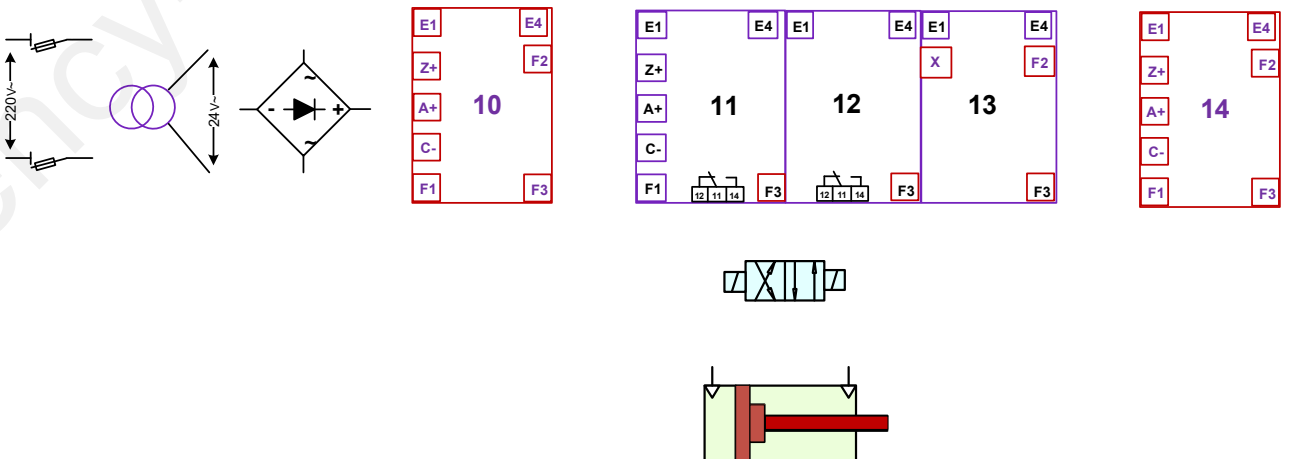 220V~
24V~
~
- +
~
E1 E4
Z+ F2
A+ 10
C-
F1 F3
E1 E4 E1 E4 E1 E4
Z+ X F2
A+ 11 12 13
C-
12 11 14 12 11 14
F1 F3 F3 F3
E1 E4
Z+ F2
A+ 14
C-
F1 F3